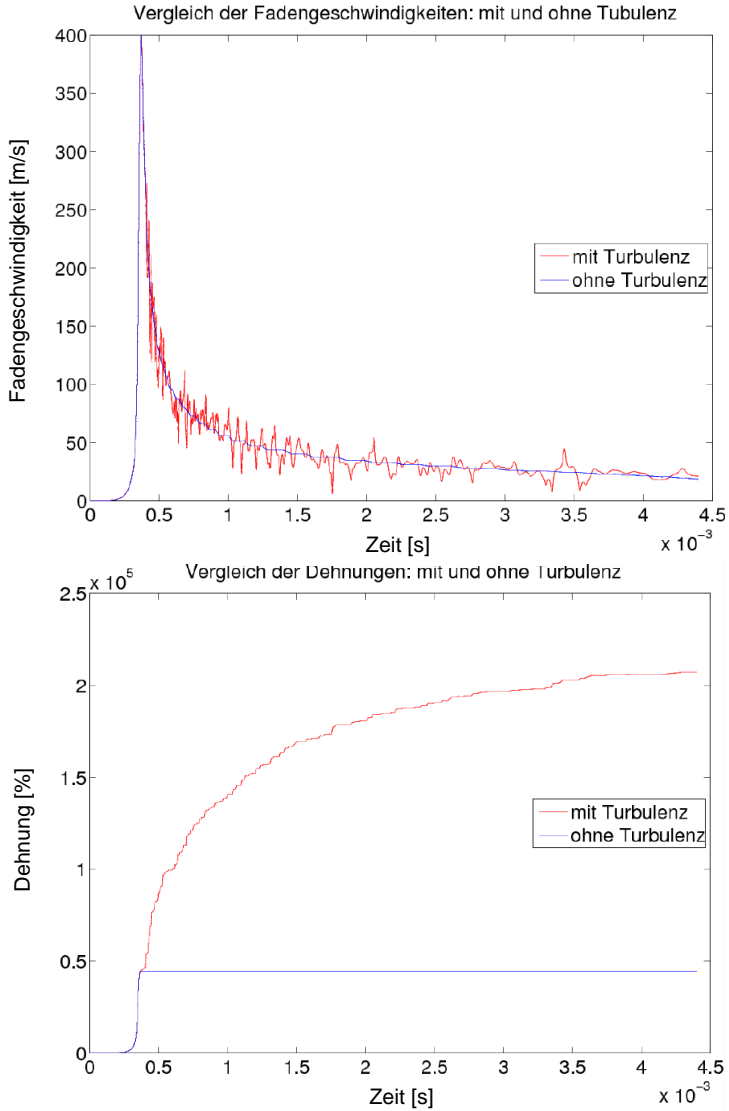 Vergleich der Fadengeschwindigkeiten: mit und ohne Tubulenz
400
350
300
250
200
150
100
50
0
Fadengeschwindigkeit [m/s]
mit Turbulenz
ohne Turbulenz
0 0.5 1 1.5 2 2.5 3 3.5 4 4.5
Zeit [s]
x 10⁻³
Vergleich der Dehnungen: mit und ohne Turbulenz
x 10⁵
2.5
2
1.5
1
0.5
0
Dehnung [%]
mit Turbulenz
ohne Turbulenz
0 0.5 1 1.5 2 2.5 3 3.5 4 4.5
Zeit [s]
x 10⁻³